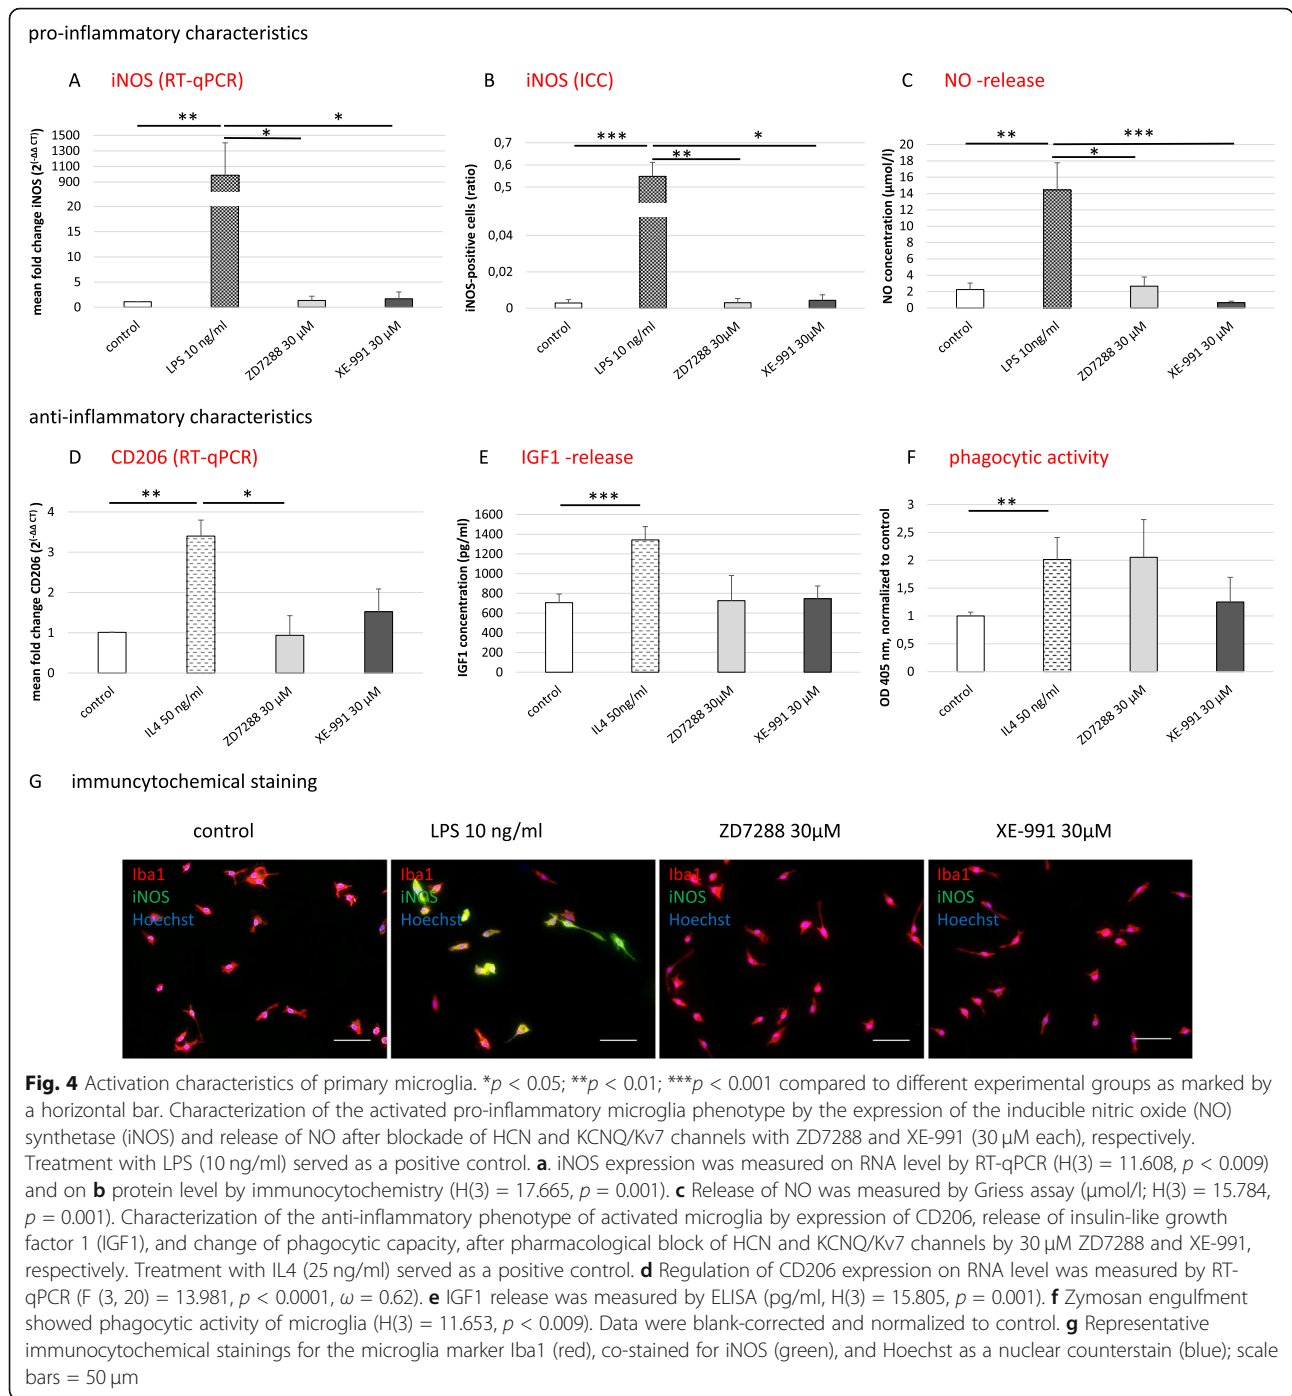 pro-inflammatory characteristics
A iNOS (RT-qPCR)
mean fold change iNOS (2^(-ΔΔ CT))
** * *
1500
1300
1100
900
20
15
10
5
0
control
LPS 10 ng/ml
ZD7288 30 µM
XE-991 30 µM
B iNOS (ICC)
iNOS-positive cells (ratio)
*** ** *
0,7
0,6
0,5
0,04
0,02
0
control
LPS 10 ng/ml
ZD7288 30µM
XE-991 30 µM
C NO -release
NO concentration (µmol/l)
** * ***
20
18
16
14
12
10
8
6
4
2
0
control
LPS 10ng/ml
ZD7288 30 µM
XE-991 30 µM
anti-inflammatory characteristics
D CD206 (RT-qPCR)
mean fold change CD206 (2^(-ΔΔ CT))
** *
4
3
2
1
0
control
IL4 50 ng/ml
ZD7288 30 µM
XE-991 30 µM
E IGF1 -release
IGF1 concentration (pg/ml)
***
1600
1400
1200
1000
800
600
400
200
0
control
IL4 50ng/ml
ZD7288 30µM
XE-991 30 µM
F phagocytic activity
OD 405 nm, normalized to control
**
3
2,5
2
1,5
1
0,5
0
control
IL4 50 ng/ml
ZD7288 30 µM
XE-991 30 µM
G immuncytochemical staining
control LPS 10 ng/ml ZD7288 30µM XE-991 30µM
Iba1 Iba1 Iba1 Iba1
iNOS iNOS iNOS iNOS
Hoechst Hoechst Hoechst Hoechst
Fig. 4 Activation characteristics of primary microglia. *p < 0.05; **p < 0.01; ***p < 0.001 compared to different experimental groups as marked by
a horizontal bar. Characterization of the activated pro-inflammatory microglia phenotype by the expression of the inducible nitric oxide (NO)
synthetase (iNOS) and release of NO after blockade of HCN and KCNQ/Kv7 channels with ZD7288 and XE-991 (30 µM each), respectively.
Treatment with LPS (10 ng/ml) served as a positive control. a. iNOS expression was measured on RNA level by RT-qPCR (H(3) = 11.608, p < 0.009)
and on b protein level by immunocytochemistry (H(3) = 17.665, p = 0.001). c Release of NO was measured by Griess assay (µmol/l; H(3) = 15.784,
p = 0.001). Characterization of the anti-inflammatory phenotype of activated microglia by expression of CD206, release of insulin-like growth
factor 1 (IGF1), and change of phagocytic capacity, after pharmacological block of HCN and KCNQ/Kv7 channels by 30 µM ZD7288 and XE-991,
respectively. Treatment with IL4 (25 ng/ml) served as a positive control. d Regulation of CD206 expression on RNA level was measured by RT-
qPCR (F (3, 20) = 13.981, p < 0.0001, ω = 0.62). e IGF1 release was measured by ELISA (pg/ml, H(3) = 15.805, p = 0.001). f Zymosan engulfment
showed phagocytic activity of microglia (H(3) = 11.653, p < 0.009). Data were blank-corrected and normalized to control. g Representative
immunocytochemical stainings for the microglia marker Iba1 (red), co-stained for iNOS (green), and Hoechst as a nuclear counterstain (blue); scale
bars = 50 µm